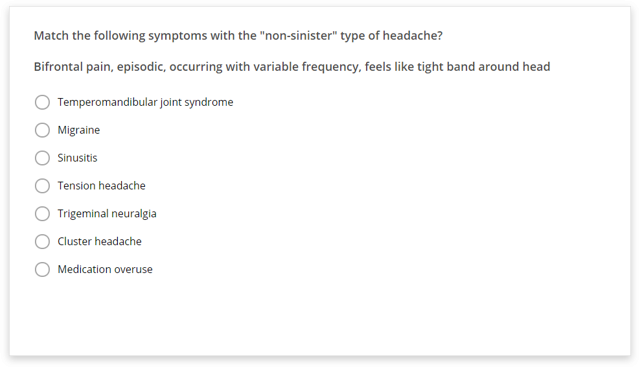 Match the following symptoms with the "non-sinister" type of headache?
Bifrontal pain, episodic, occurring with variable frequency, feels like tight band around head
Temperomandibular joint syndrome
Migraine
Sinusitis
Tension headache
Trigeminal neuralgia
Cluster headache
Medication overuse